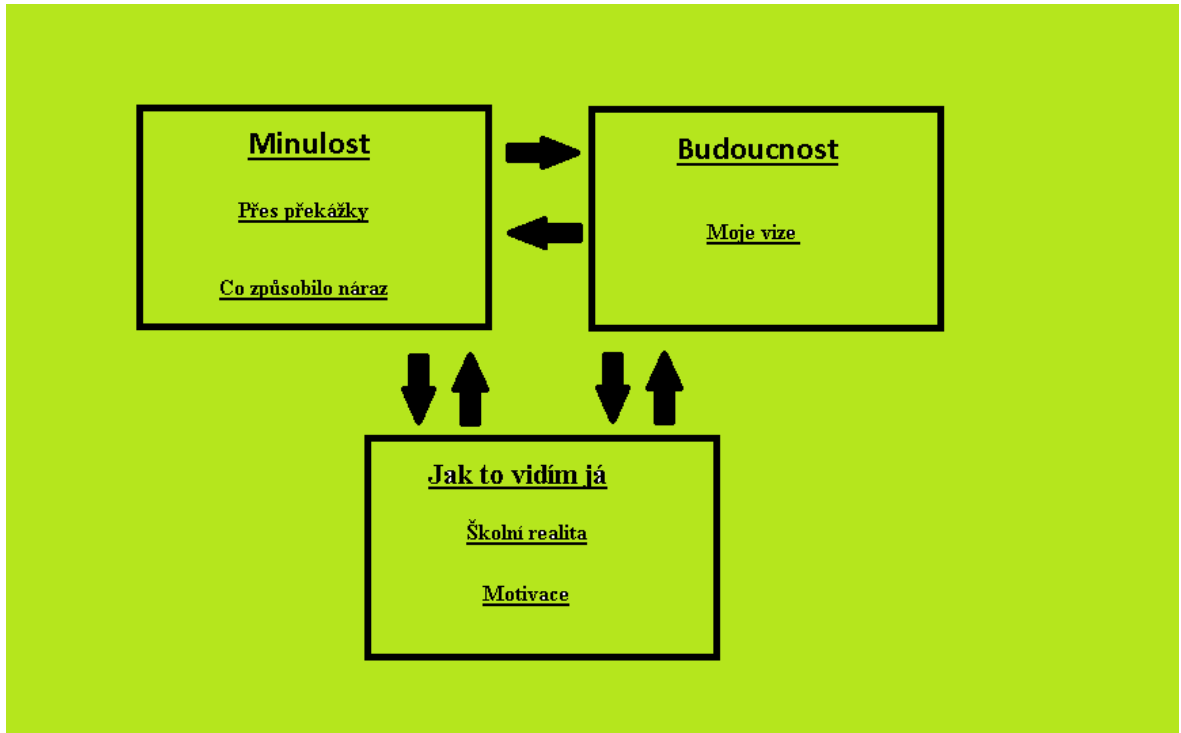 Minulost
Přes překážky
Co způsobilo náraz
Budoucnost
Moje vize
Jak to vidím já
Školní realita
Motivace